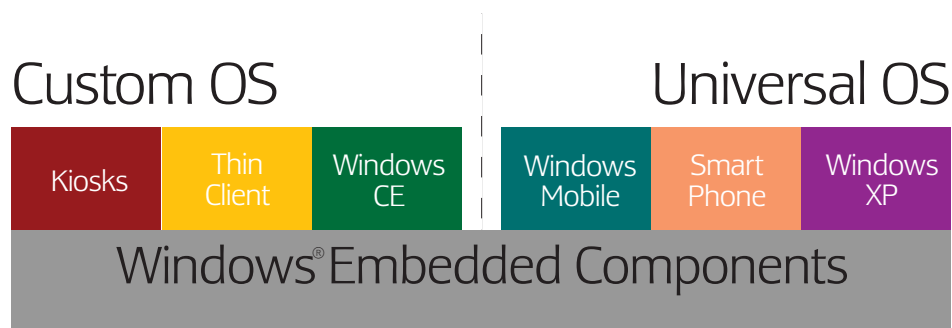 Custom OS
Universal OS
Kiosks
Thin
Client
Windows
CE
Windows
Mobile
Smart
Phone
Windows
XP
Windows® Embedded Components